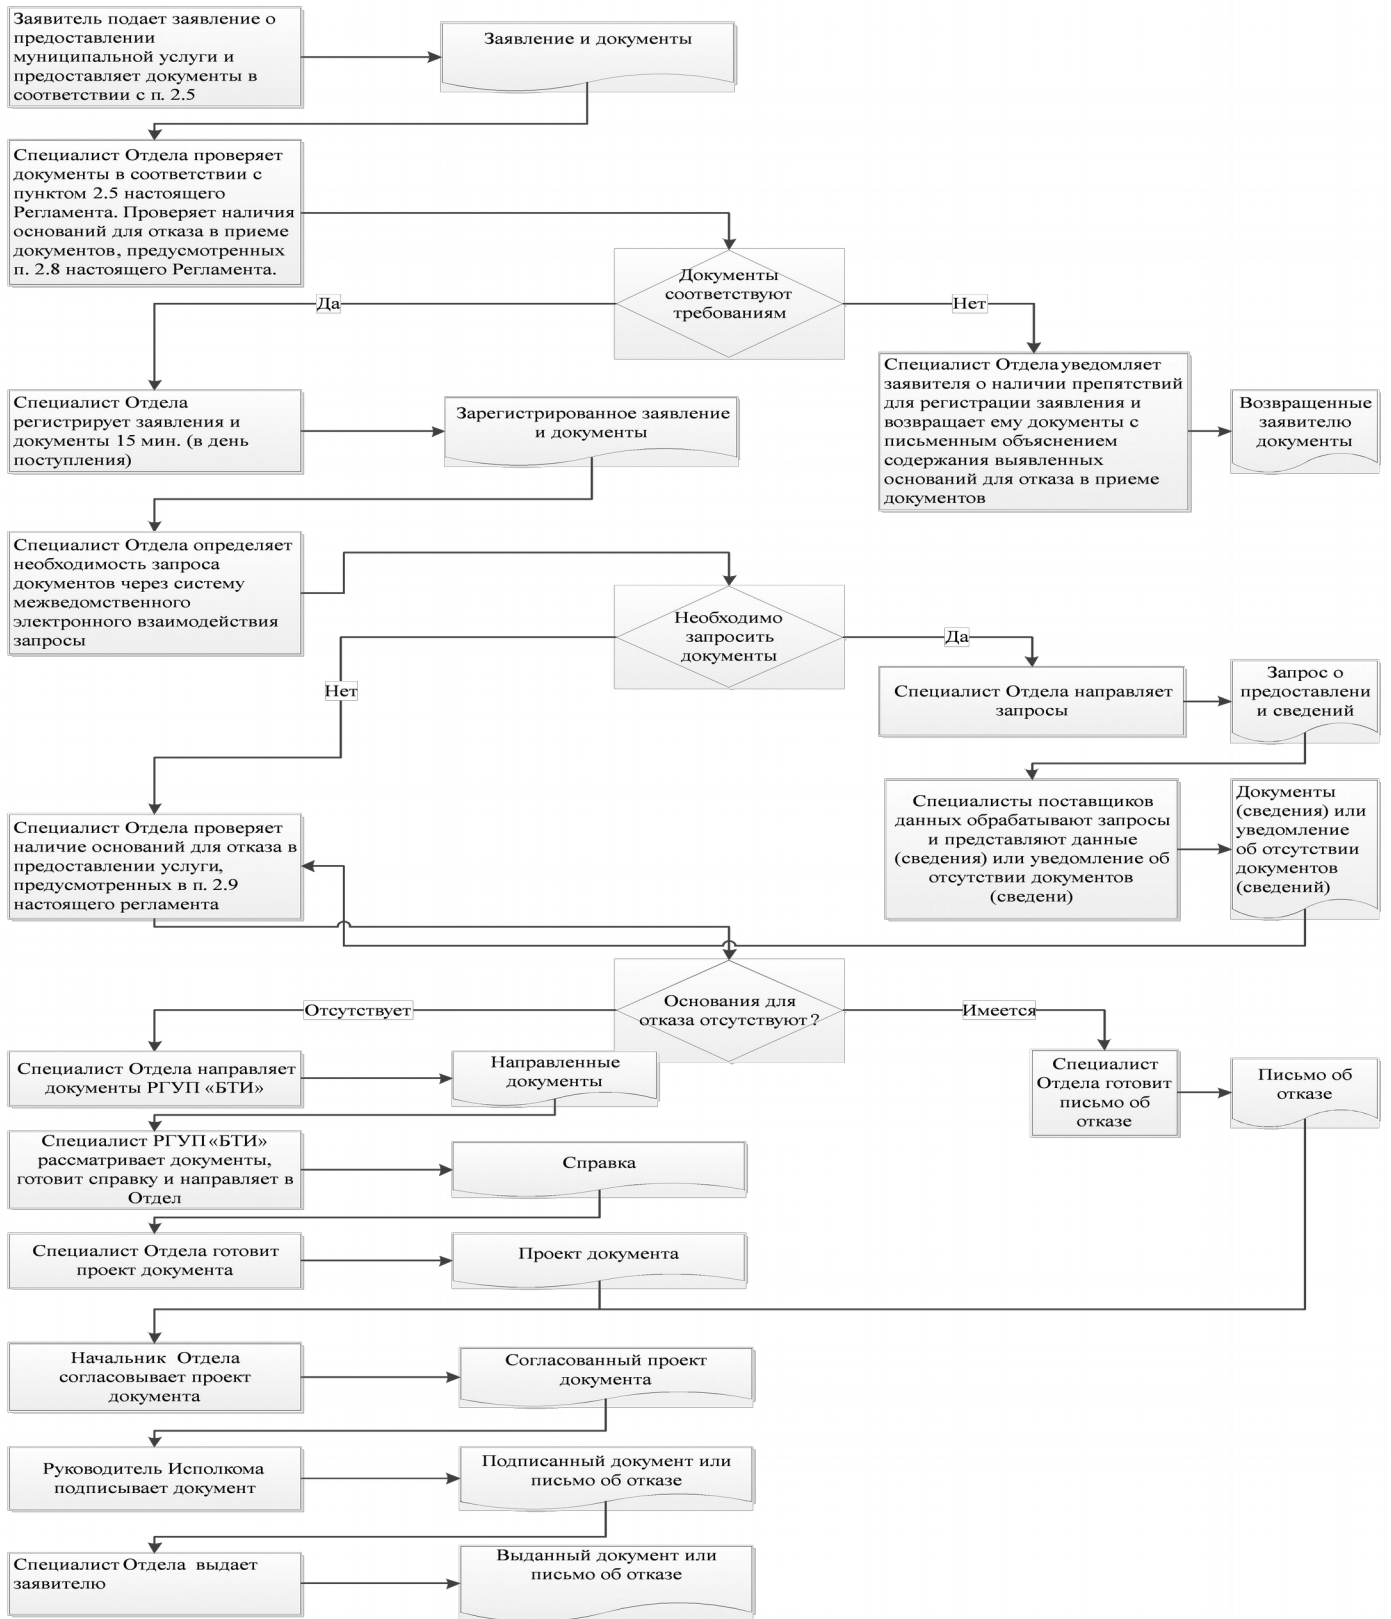 Заявитель подает заявление о
предоставлении
муниципальной услуги и
предоставляет документы в
соответствии с п. 2.5
Заявление и документы
Специалист Отдела проверяет
документы в соответствии с
пунктом 2.5 настоящего
Регламента. Проверяет наличия
оснований для отказа в приеме
документов, предусмотренных
п. 2.8 настоящего Регламента.
Документы
соответствуют
требованиям
Да
Нет
Специалист Отдела уведомляет
заявителя о наличии препятствий
для регистрации заявления и
возвращает ему документы с
письменным объяснением
содержания выявленных
оснований для отказа в приеме
документов
Возвращенные
заявителю
документы
Специалист Отдела
регистрирует заявления и
документы 15 мин. (в день
поступления)
Зарегистрированное заявление
и документы
Специалист Отдела определяет
необходимость запроса
документов через систему
межведомственного
электронного взаимодействия
запросы
Необходимо
запросить
документы
Да
Нет
Специалист Отдела направляет
запросы
Запрос о
предоставлени
и сведений
Специалисты поставщиков
данных обрабатывают запросы
и представляют данные
(сведения) или уведомление об
отсутствии документов
(сведени)
Документы
(сведения) или
уведомление
об отсутствии
документов
(сведений)
Специалист Отдела проверяет
наличие оснований для отказа в
предоставлении услуги,
предусмотренных в п. 2.9
настоящего регламента
Основания для
отказа отсутствуют?
Отсутствует
Имеется
Специалист Отдела направляет
документы РГУП «БТИ»
Направленные
документы
Специалист
Отдела готовит
письмо об
отказе
Письмо об
отказе
Специалист РГУП «БТИ»
рассматривает документы,
готовит справку и направляет в
Отдел
Справка
Специалист Отдела готовит
проект документа
Проект документа
Начальник Отдела
согласовывает проект
документа
Согласованный проект
документа
Руководитель Исполкома
подписывает документ
Подписанный документ или
письмо об отказе
Специалист Отдела выдает
заявителю
Выданный документ или
письмо об отказе